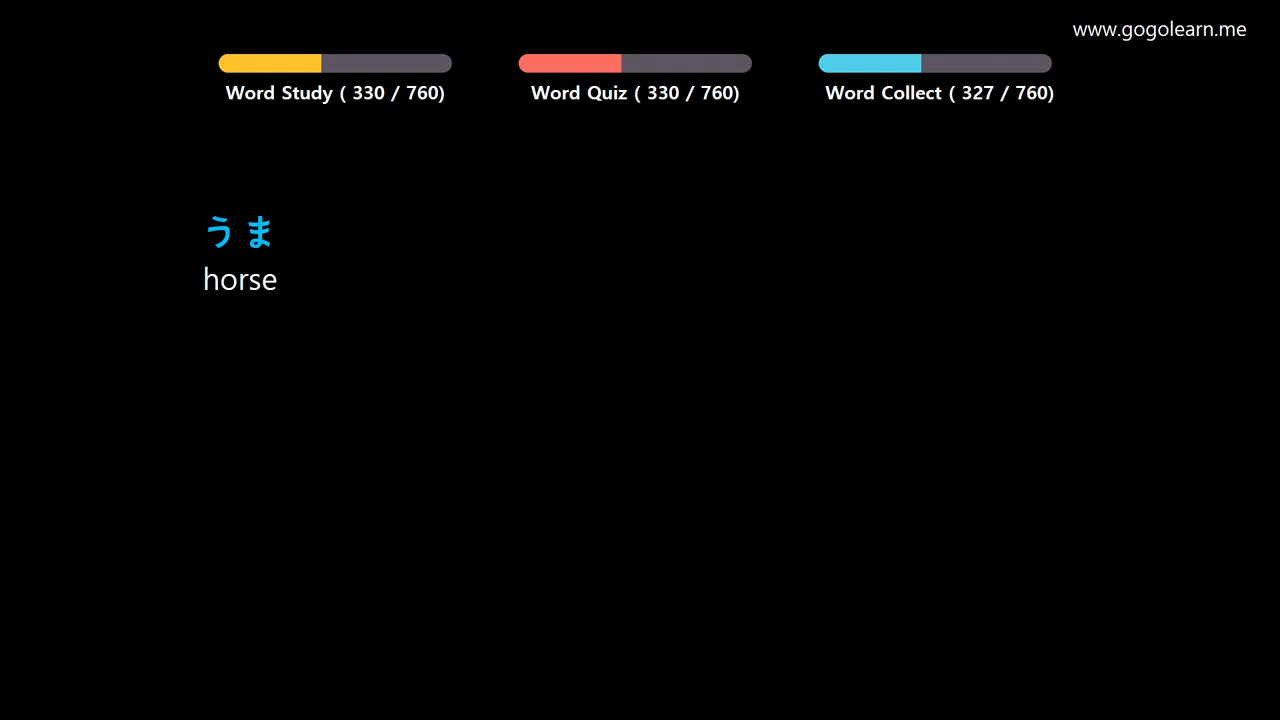 www.gogolearn.me
Word Study ( 330 / 760)
Word Quiz ( 330 / 760)
Word Collect ( 327 / 760)
うま
horse